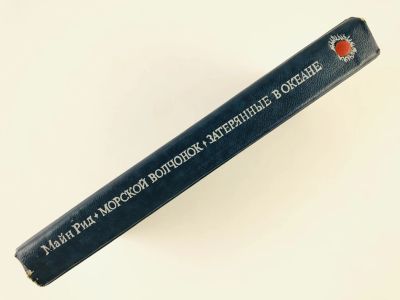 Майн Рид • МОРСКОЙ ВОЛЧОНОК • ЗАТЕРЯННЫЕ В ОКЕАНЕ